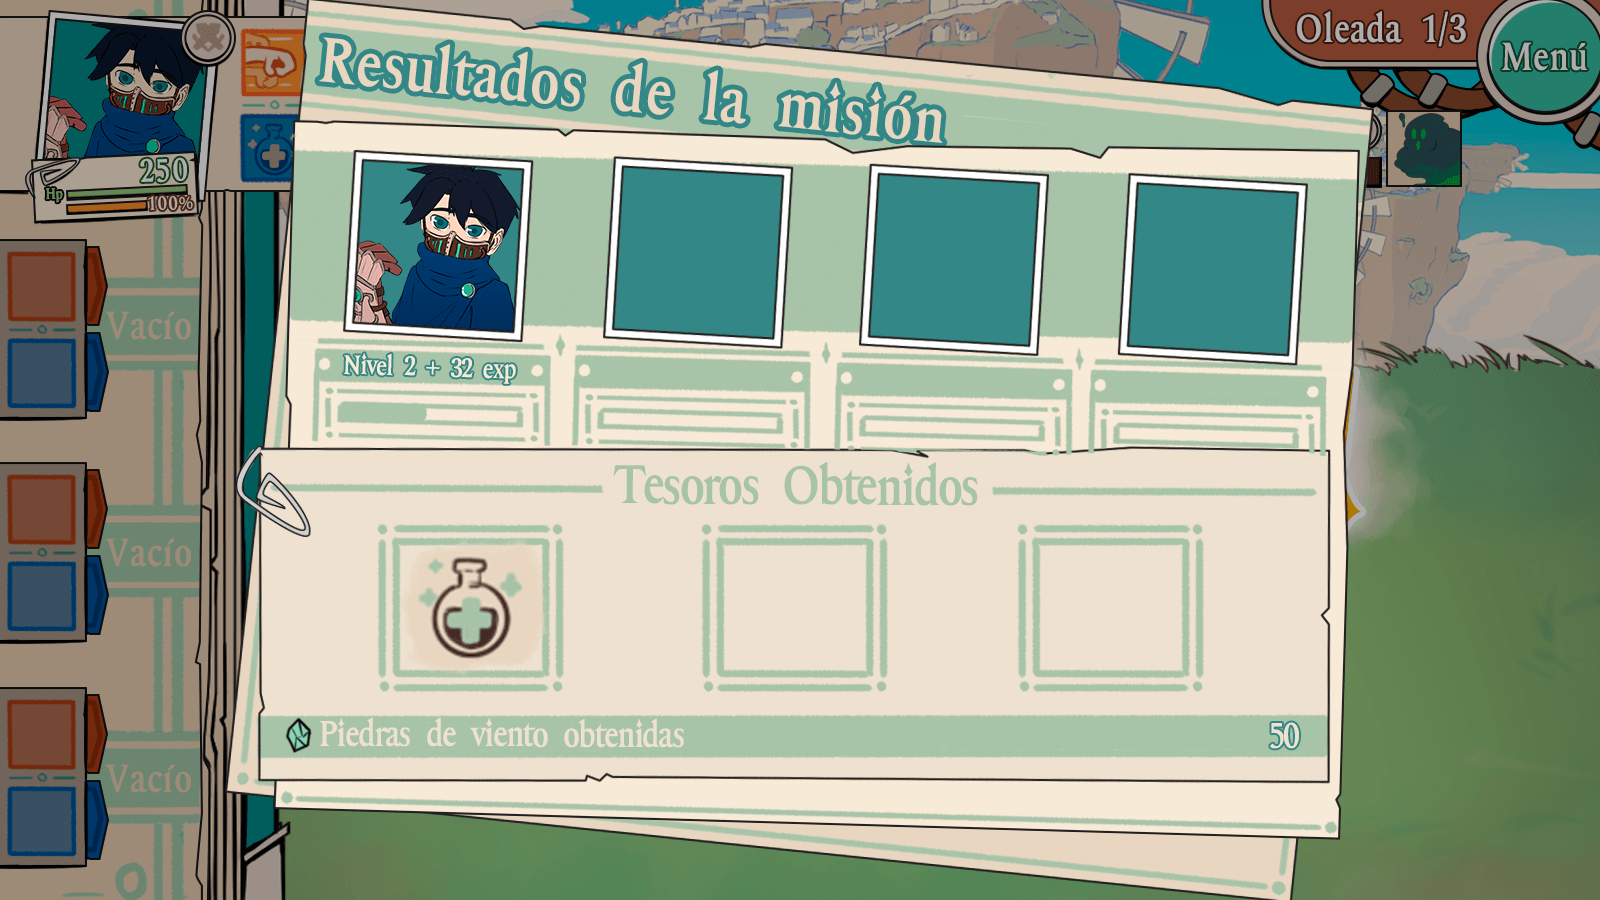 Oleada 1/3
Menú
250
Hp
100%
Vacío
Vacío
Vacío
Resultados de la misión
Nivel 2 + 32 exp
Tesoros Obtenidos
Piedras de viento obtenidas
50